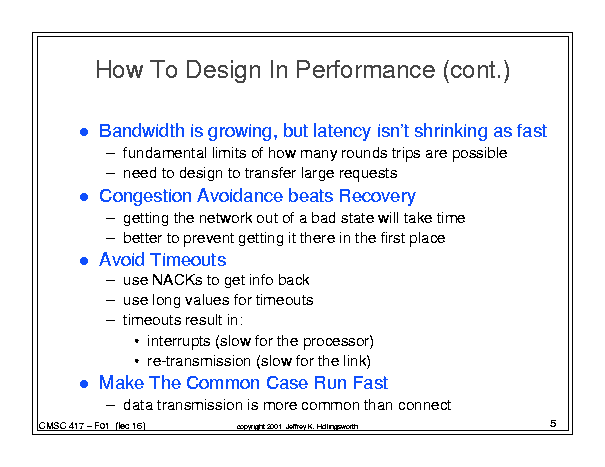 How To Design In Performance (cont.)
● Bandwidth is growing, but latency isn't shrinking as fast
– fundamental limits of how many rounds trips are possible
– need to design to transfer large requests
● Congestion Avoidance beats Recovery
– getting the network out of a bad state will take time
– better to prevent getting it there in the first place
● Avoid Timeouts
– use NACKs to get info back
– use long values for timeouts
– timeouts result in:
• interrupts (slow for the processor)
• re-transmission (slow for the link)
● Make The Common Case Run Fast
– data transmission is more common than connect
CMSC 417 – F01 (lec 16)
copyright 2001 Jeffrey K. Hollingsworth
5